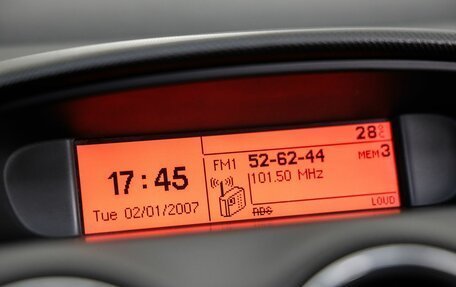 28°C
FM1 52-62-44 MEM 3
17:45
101.50 MHz
Tue 02/01/2007
RDS LOUD